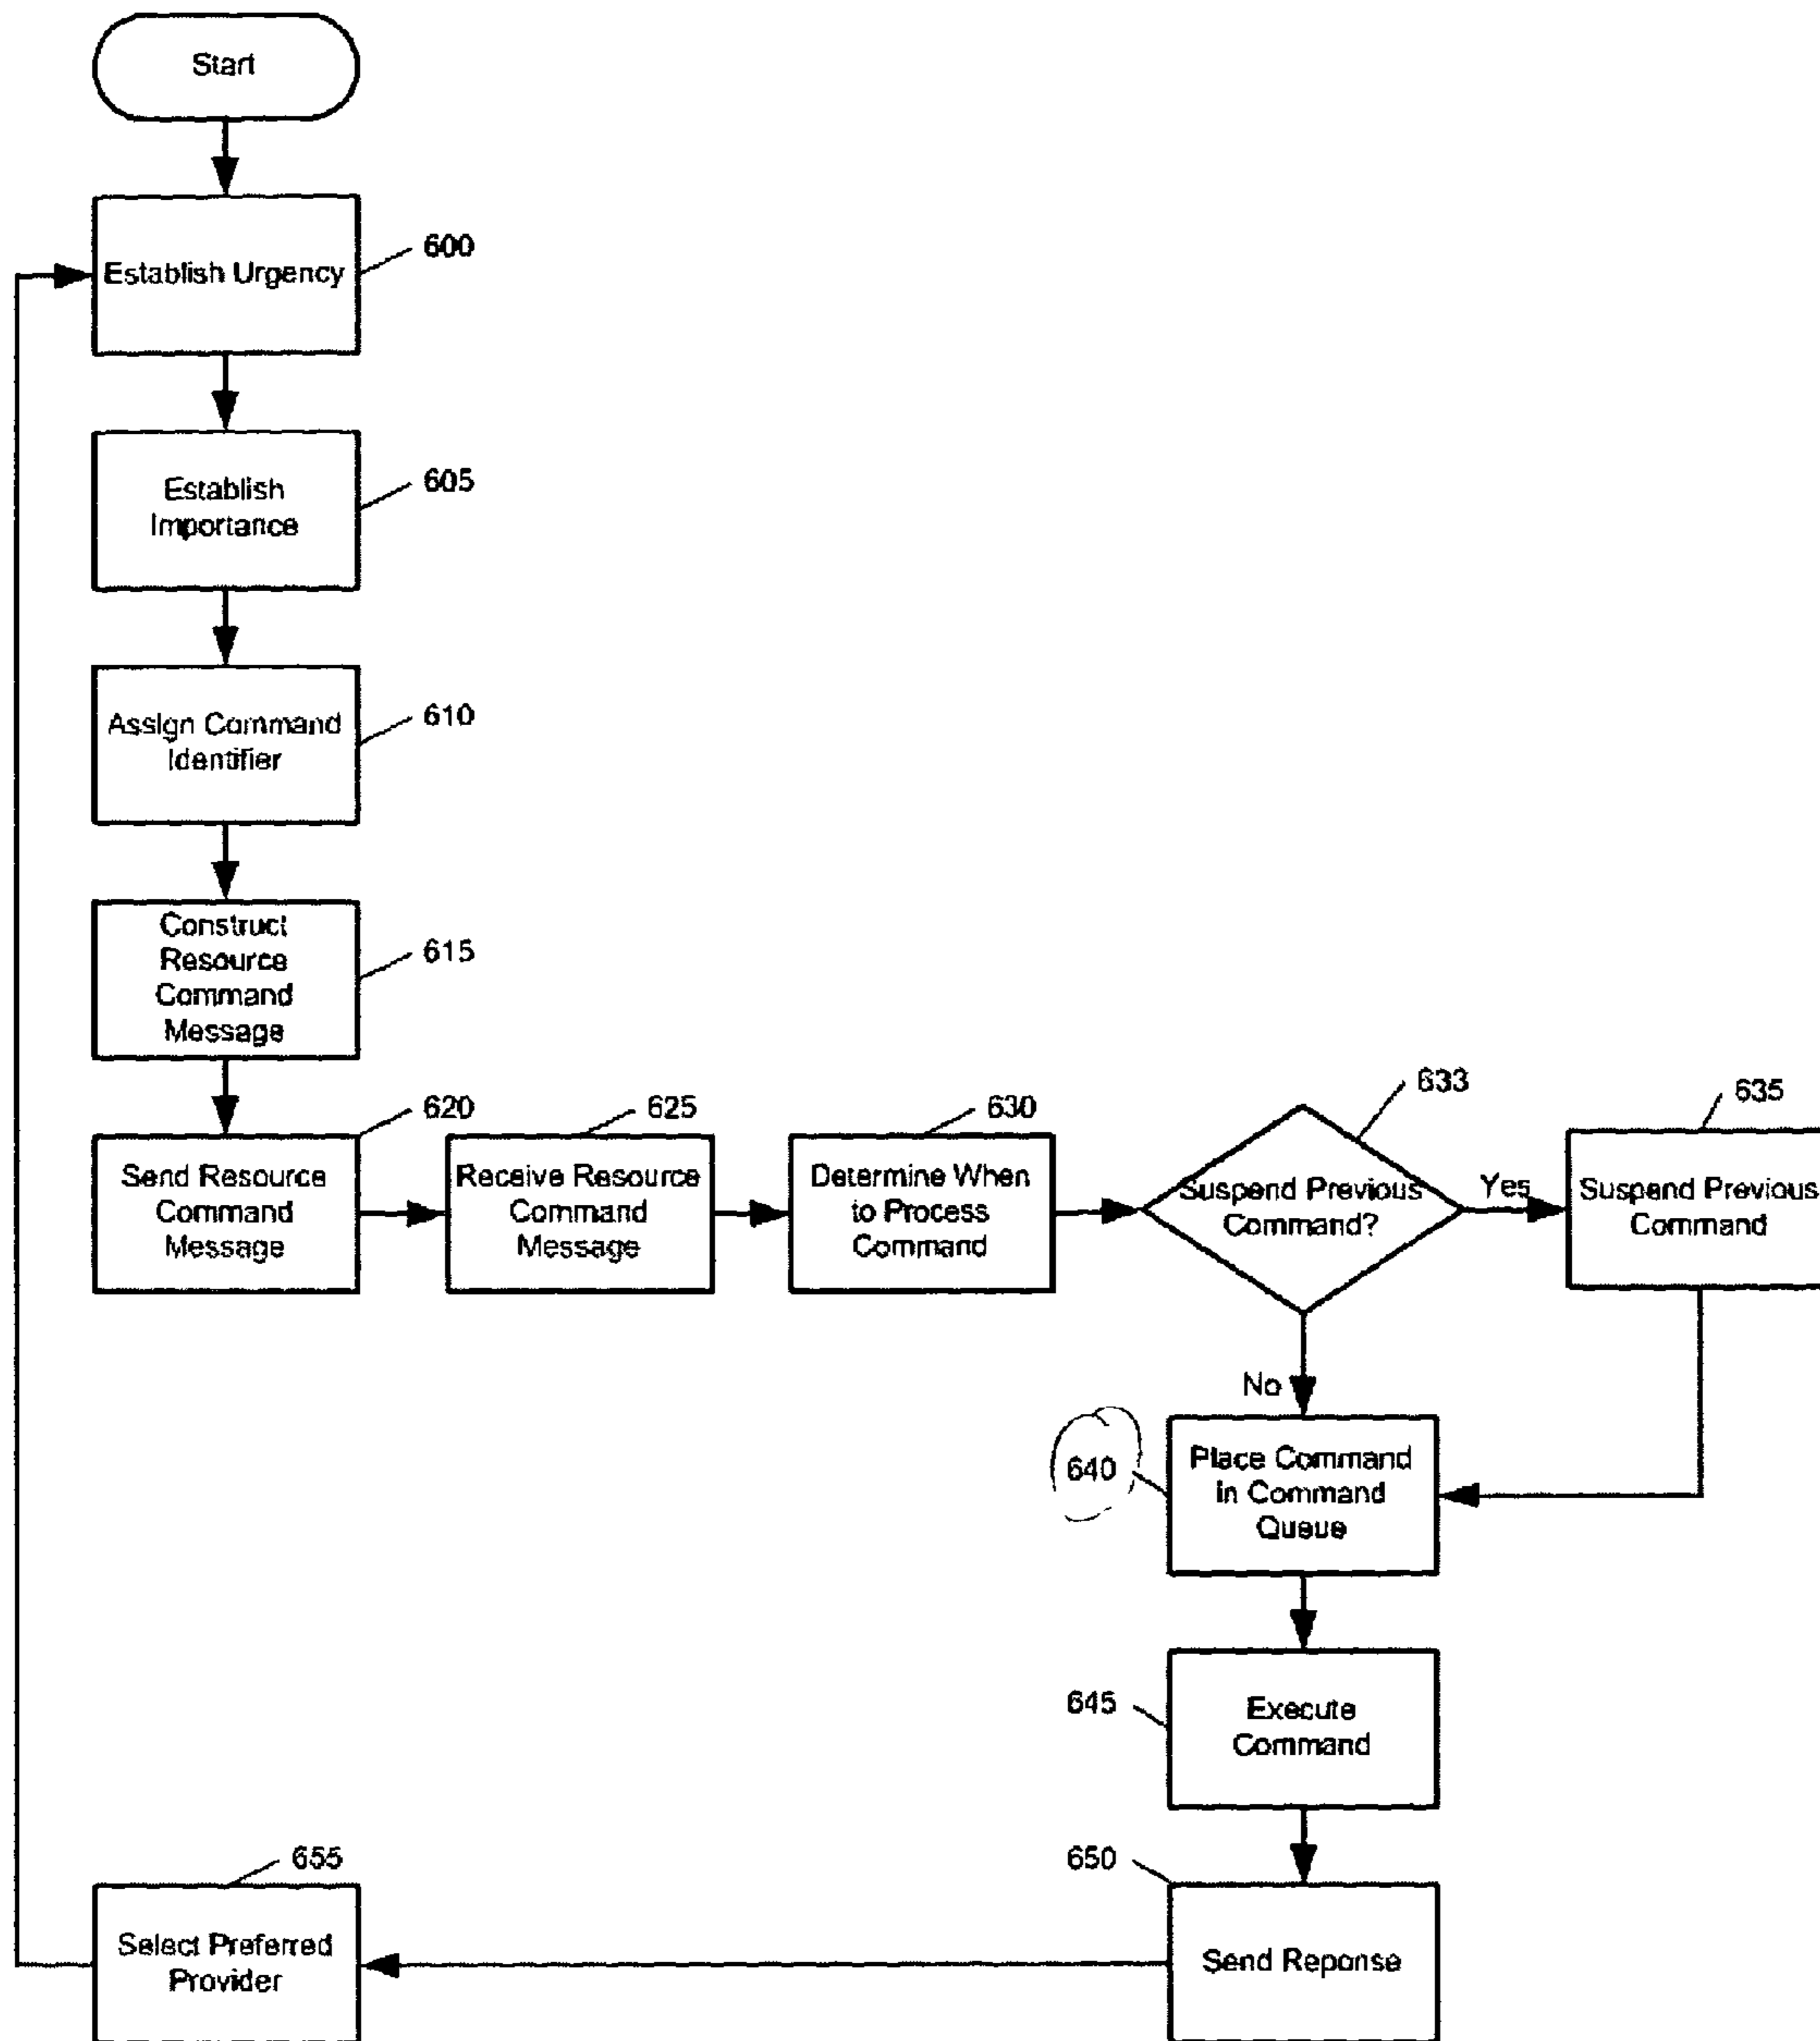 Start
Establish Urgency
600
Establish
Importance
605
Assign Command
Identifier
610
Construct
Resource
Command
Message
615
Send Resource
Command
Message
620
Receive Resource
Command
Message
625
Determine When
to Process
Command
630
Suspend Previous
Command?
633
Yes
Suspend Previous
Command
635
No
640
Place Command
in Command
Queue
645
Execute
Command
650
Send Reponse
655
Select Preferred
Provider